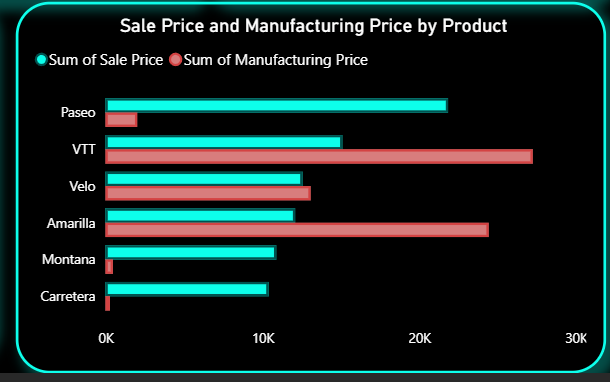 Sale Price and Manufacturing Price by Product
Sum of Sale Price Sum of Manufacturing Price
Paseo
VTT
Velo
Amarilla
Montana
Carretera
0K 10K 20K 30K